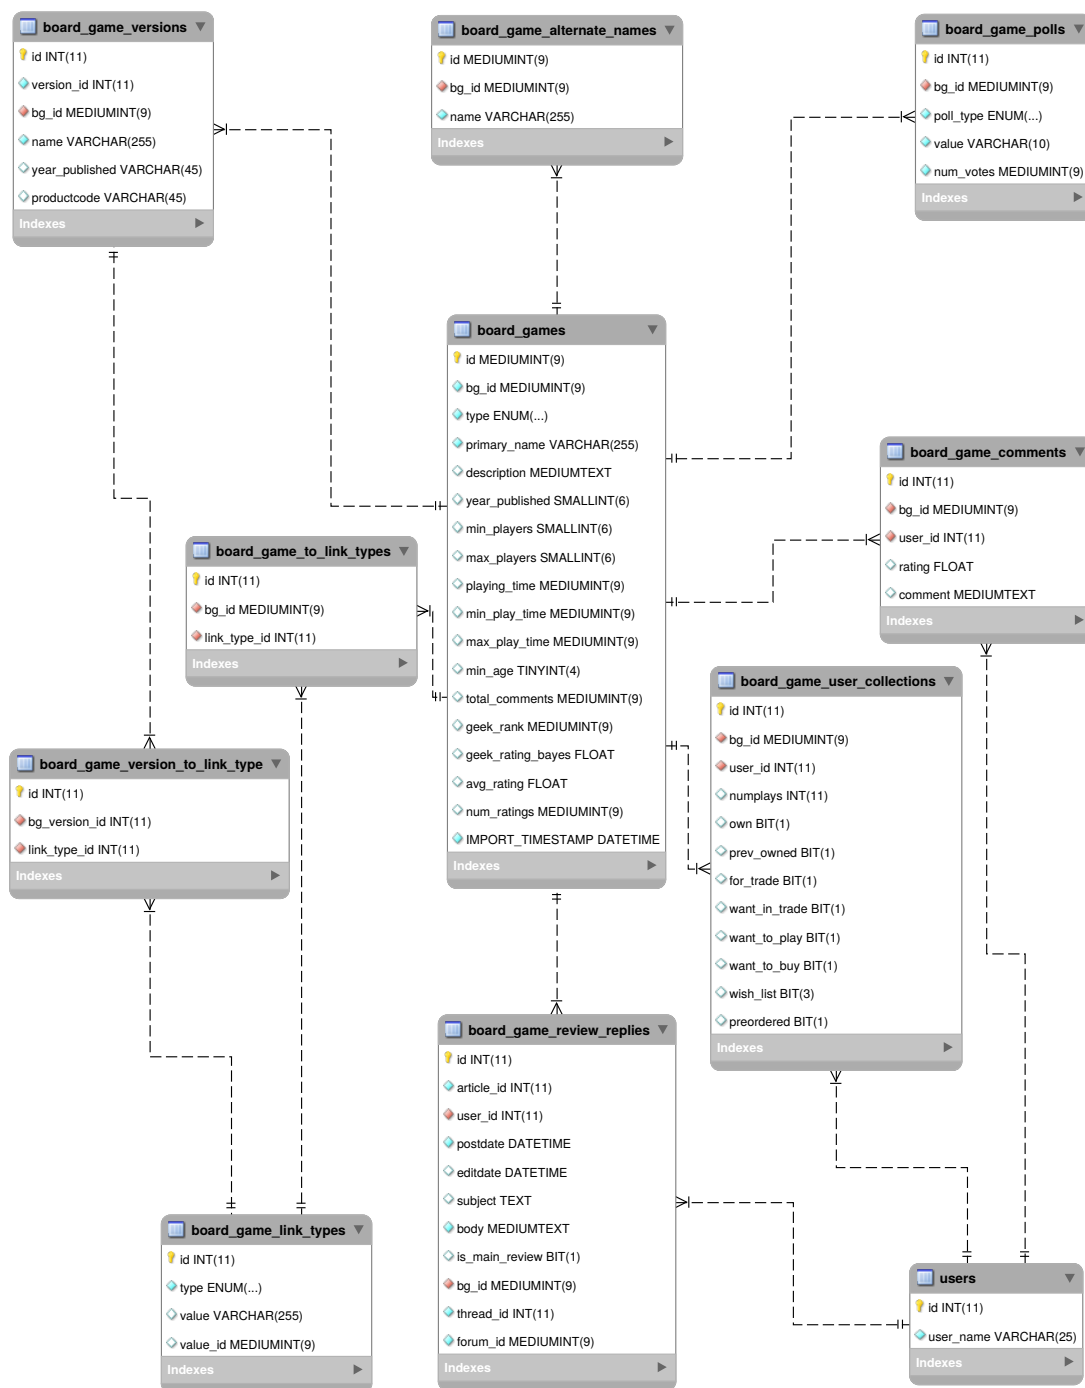 board_game_versions
id INT(11)
version_id INT(11)
bg_id MEDIUMINT(9)
name VARCHAR(255)
year_published VARCHAR(45)
productcode VARCHAR(45)
Indexes
board_game_alternate_names
id MEDIUMINT(9)
bg_id MEDIUMINT(9)
name VARCHAR(255)
Indexes
board_game_polls
id INT(11)
bg_id MEDIUMINT(9)
poll_type ENUM(...)
value VARCHAR(10)
num_votes MEDIUMINT(9)
Indexes
board_games
id MEDIUMINT(9)
bg_id MEDIUMINT(9)
type ENUM(...)
primary_name VARCHAR(255)
description MEDIUMTEXT
year_published SMALLINT(6)
min_players SMALLINT(6)
max_players SMALLINT(6)
playing_time MEDIUMINT(9)
min_play_time MEDIUMINT(9)
max_play_time MEDIUMINT(9)
min_age TINYINT(4)
total_comments MEDIUMINT(9)
geek_rank MEDIUMINT(9)
geek_rating_bayes FLOAT
avg_rating FLOAT
num_ratings MEDIUMINT(9)
IMPORT_TIMESTAMP DATETIME
Indexes
board_game_comments
id INT(11)
bg_id MEDIUMINT(9)
user_id INT(11)
rating FLOAT
comment MEDIUMTEXT
Indexes
board_game_to_link_types
id INT(11)
bg_id MEDIUMINT(9)
link_type_id INT(11)
Indexes
board_game_user_collections
id INT(11)
bg_id MEDIUMINT(9)
user_id INT(11)
numplays INT(11)
own BIT(1)
prev_owned BIT(1)
for_trade BIT(1)
want_in_trade BIT(1)
want_to_play BIT(1)
want_to_buy BIT(1)
wish_list BIT(3)
preordered BIT(1)
Indexes
board_game_version_to_link_type
id INT(11)
bg_version_id INT(11)
link_type_id INT(11)
Indexes
board_game_review_replies
id INT(11)
article_id INT(11)
user_id INT(11)
postdate DATETIME
editdate DATETIME
subject TEXT
body MEDIUMTEXT
is_main_review BIT(1)
bg_id MEDIUMINT(9)
thread_id INT(11)
forum_id MEDIUMINT(9)
Indexes
board_game_link_types
id INT(11)
type ENUM(...)
value VARCHAR(255)
value_id MEDIUMINT(9)
Indexes
users
id INT(11)
user_name VARCHAR(25)
Indexes